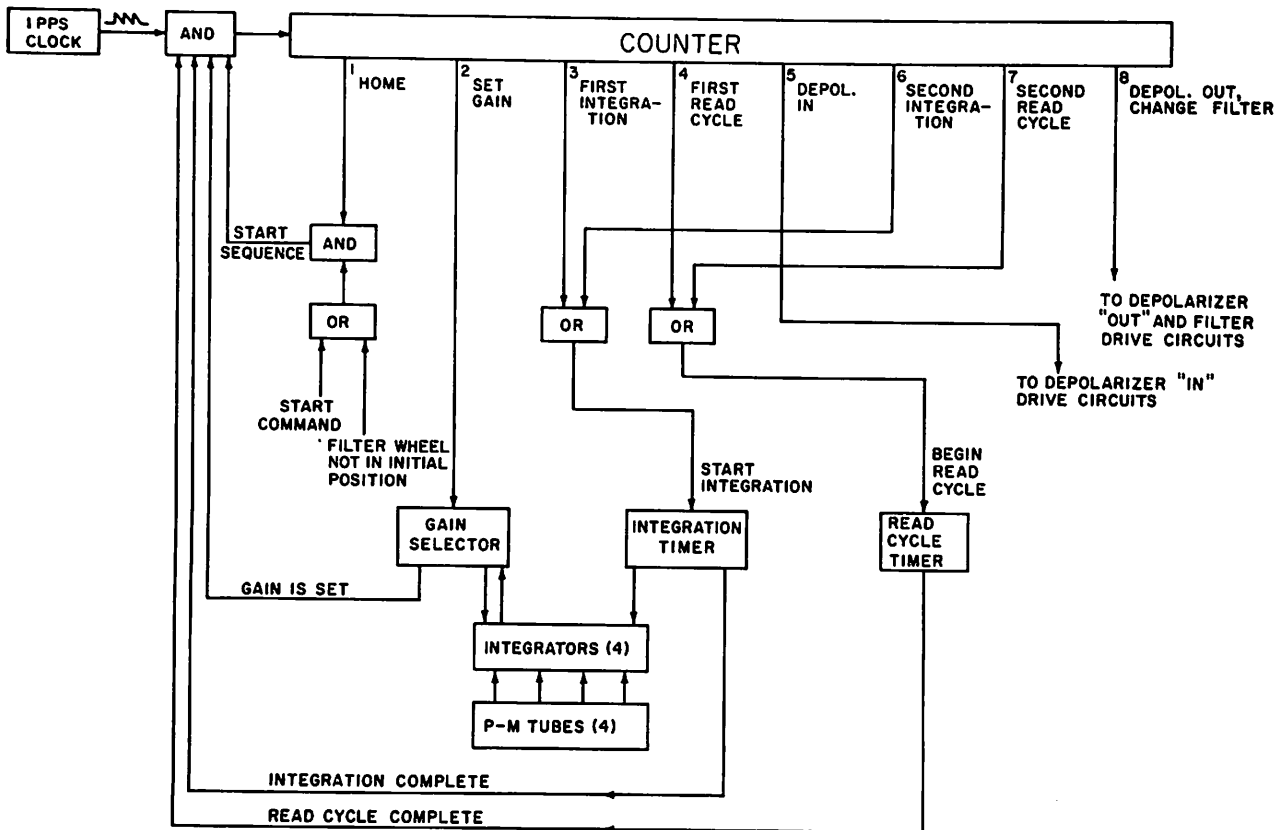 1 PPS
CLOCK
AND
COUNTER
1
HOME
2
SET
GAIN
3
FIRST
INTEGRA-
TION
4
FIRST
READ
CYCLE
5
DEPOL.
IN
6
SECOND
INTEGRA-
TION
7
SECOND
READ
CYCLE
8
DEPOL. OUT,
CHANGE FILTER
START
SEQUENCE
AND
OR
START
COMMAND
FILTER WHEEL
NOT IN INITIAL
POSITION
OR
OR
TO DEPOLARIZER
"OUT" AND FILTER
DRIVE CIRCUITS
TO DEPOLARIZER "IN"
DRIVE CIRCUITS
START
INTEGRATION
BEGIN
READ
CYCLE
GAIN
SELECTOR
INTEGRATION
TIMER
READ
CYCLE
TIMER
GAIN IS SET
INTEGRATORS (4)
P-M TUBES (4)
INTEGRATION COMPLETE
READ CYCLE COMPLETE